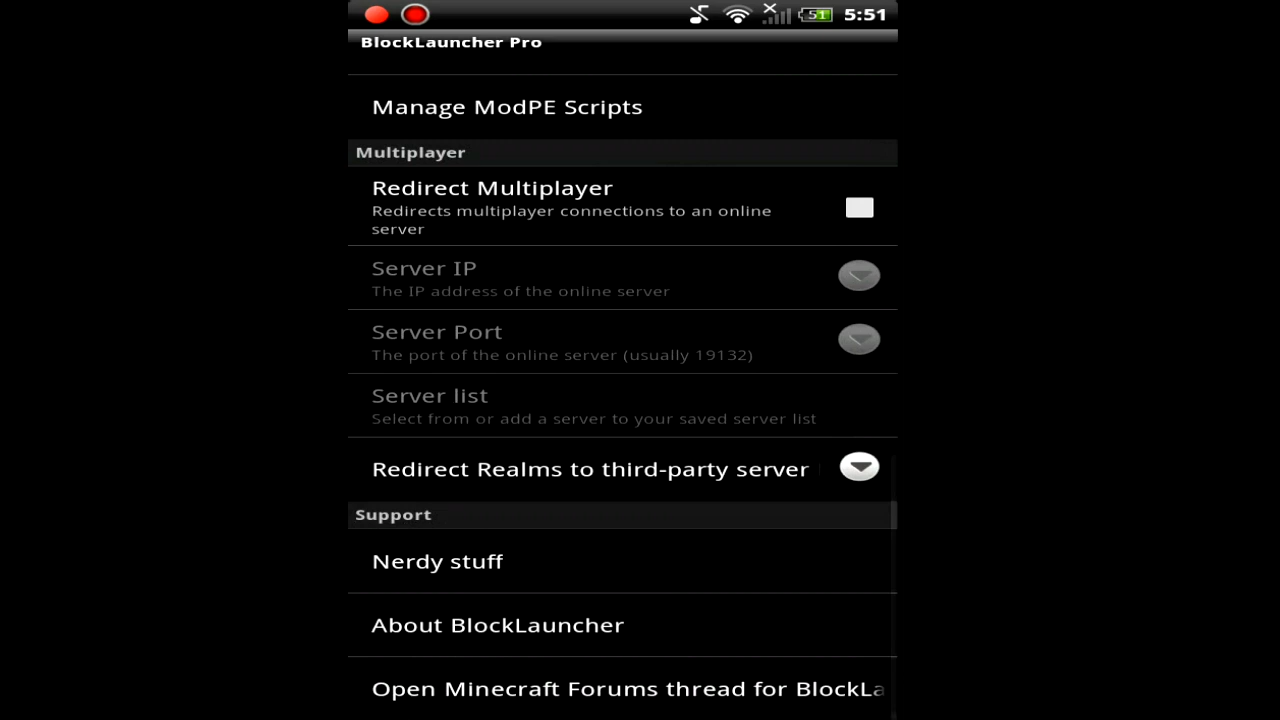 51 5:51
BlockLauncher Pro
Manage ModPE Scripts
Multiplayer
Redirect Multiplayer
Redirects multiplayer connections to an online
server
Server IP
The IP address of the online server
Server Port
The port of the online server (usually 19132)
Server list
Select from or add a server to your saved server list
Redirect Realms to third-party server
Support
Nerdy stuff
About BlockLauncher
Open Minecraft Forums thread for BlockLa